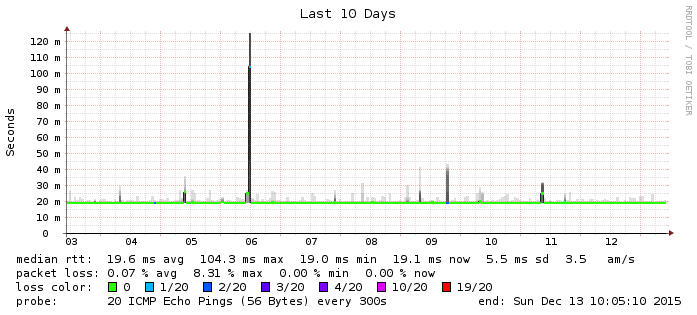 Last 10 Days
RRDTOOL / TOBI OETIKER
Seconds
120 m
110 m
100 m
90 m
80 m
70 m
60 m
50 m
40 m
30 m
20 m
10 m
0
03 04 05 06 07 08 09 10 11 12
median rtt: 19.6 ms avg 104.3 ms max 19.0 ms min 19.1 ms now 5.5 ms sd 3.5 am/s
packet loss: 0.07 % avg 8.31 % max 0.00 % min 0.00 % now
loss color: 0 1/20 2/20 3/20 4/20 10/20 19/20
probe: 20 ICMP Echo Pings (56 Bytes) every 300s end: Sun Dec 13 10:05:10 2015